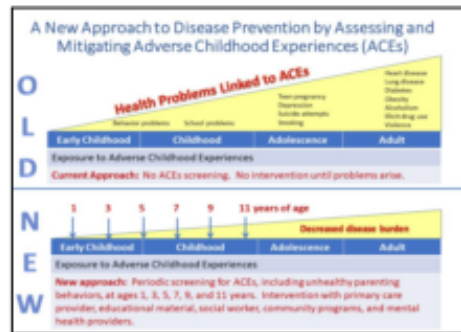 A New Approach to Disease Prevention by Assessing and
Mitigating Adverse Childhood Experiences (ACEs)
OLD
Health Problems Linked to ACEs
Behavior problems
School problems
Teen pregnancy
Depression
Suicide attempts
Smoking
Heart disease
Lung disease
Diabetes
Obesity
Alcoholism
Illicit drug use
Violence
Early Childhood Childhood Adolescence Adult
Exposure to Adverse Childhood Experiences
Current Approach: No ACEs screening. No intervention until problems arise.
NEW
1 3 5 7 9 11 years of age
Decreased disease burden
Early Childhood Childhood Adolescence Adult
Exposure to Adverse Childhood Experiences
New approach: Periodic screening for ACEs, including unhealthy parenting
behaviors, at ages 1, 3, 5, 7, 9, and 11 years. Intervention with primary care
provider, educational material, social worker, community programs, and mental
health providers.